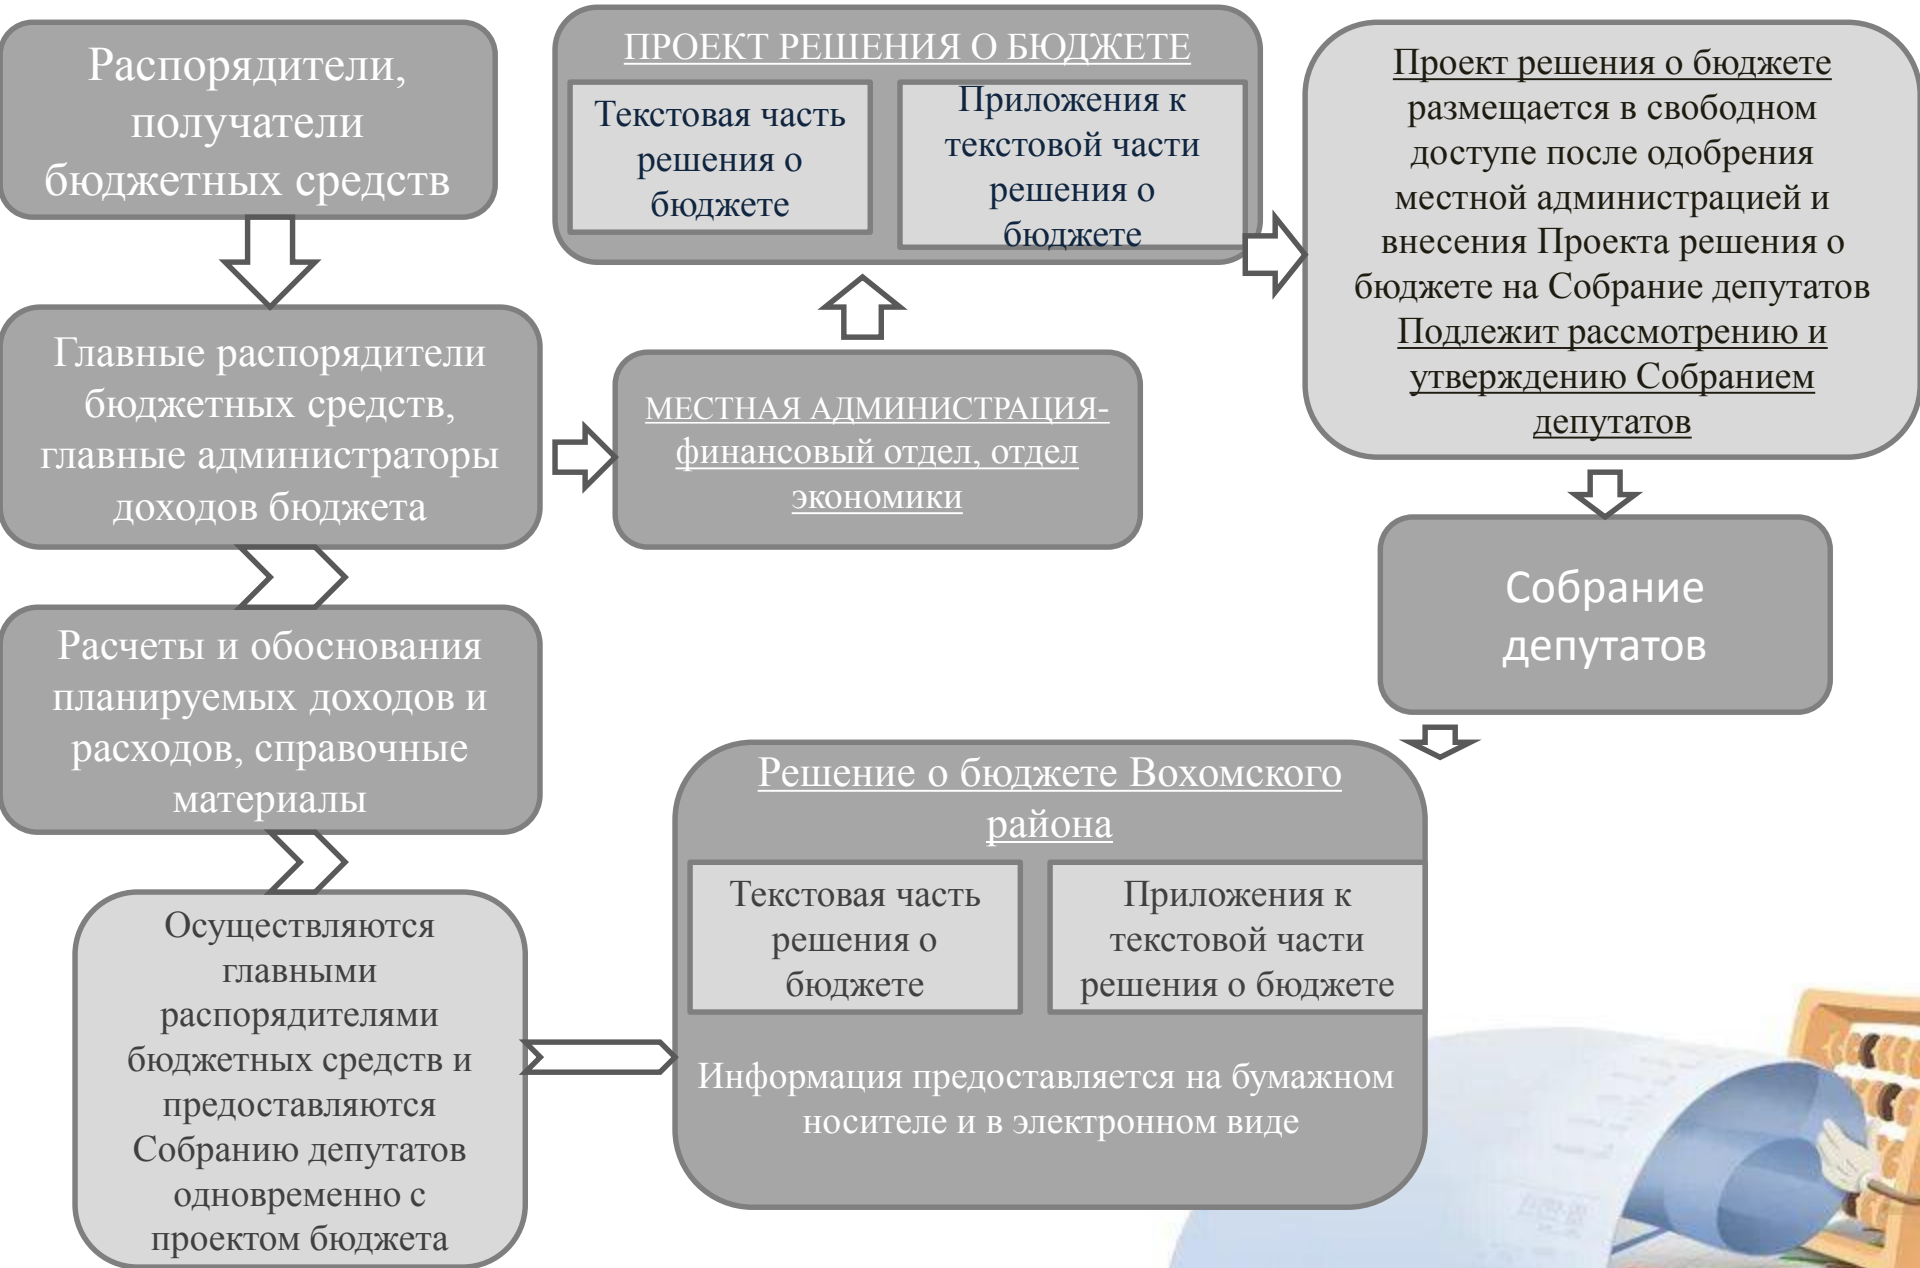 Распорядители,
получатели
бюджетных средств
Главные распорядители
бюджетных средств,
главные администраторы
доходов бюджета
Расчеты и обоснования
планируемых доходов и
расходов, справочные
материалы
Осуществляются
главными
распорядителями
бюджетных средств и
предоставляются
Собранию депутатов
одновременно с
проектом бюджета
ПРОЕКТ РЕШЕНИЯ О БЮДЖЕТЕ
Текстовая часть
решения о
бюджете
Приложения к
текстовой части
решения о
бюджете
МЕСТНАЯ АДМИНИСТРАЦИЯ-
финансовый отдел, отдел
экономики
Проект решения о бюджете
размещается в свободном
доступе после одобрения
местной администрацией и
внесения Проекта решения о
бюджете на Собрание депутатов
Подлежит рассмотрению и
утверждению Собранием
депутатов
Собрание
депутатов
Решение о бюджете Вохомского
района
Текстовая часть
решения о
бюджете
Приложения к
текстовой части
решения о бюджете
Информация предоставляется на бумажном
носителе и в электронном виде